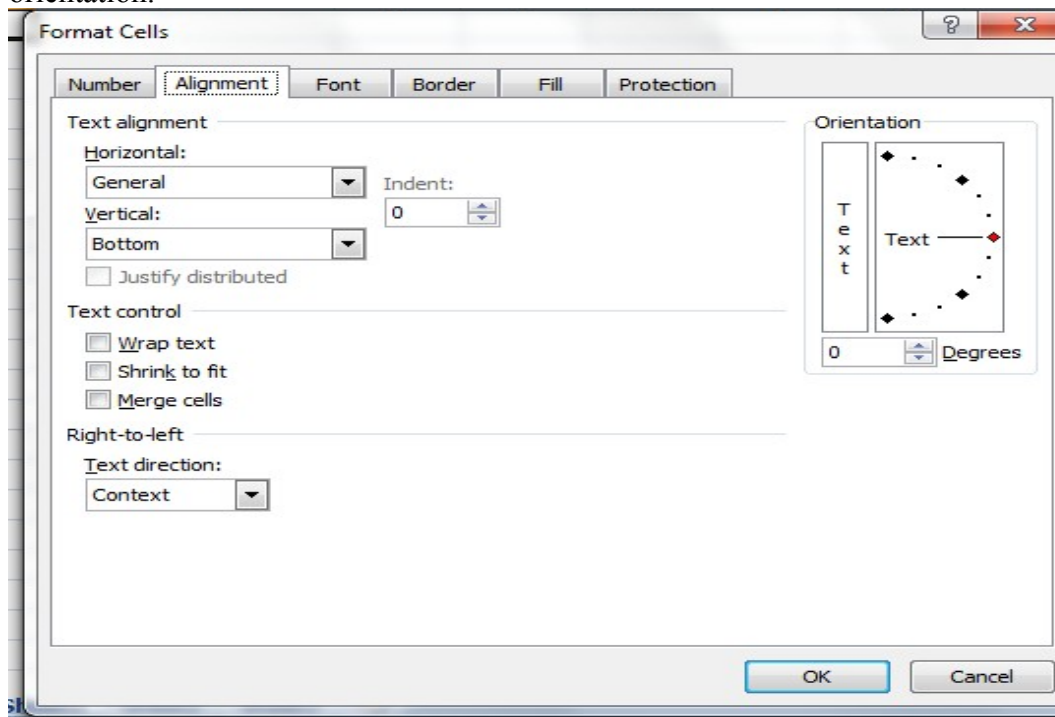 orientation.
Format Cells
Number Alignment Font Border Fill Protection
Text alignment
Horizontal:
General
Indent:
Vertical:
0
Bottom
Justify distributed
Text control
Wrap text
Shrink to fit
Merge cells
Right-to-left
Text direction:
Context
Orientation
Text
Text
0 Degrees
OK Cancel